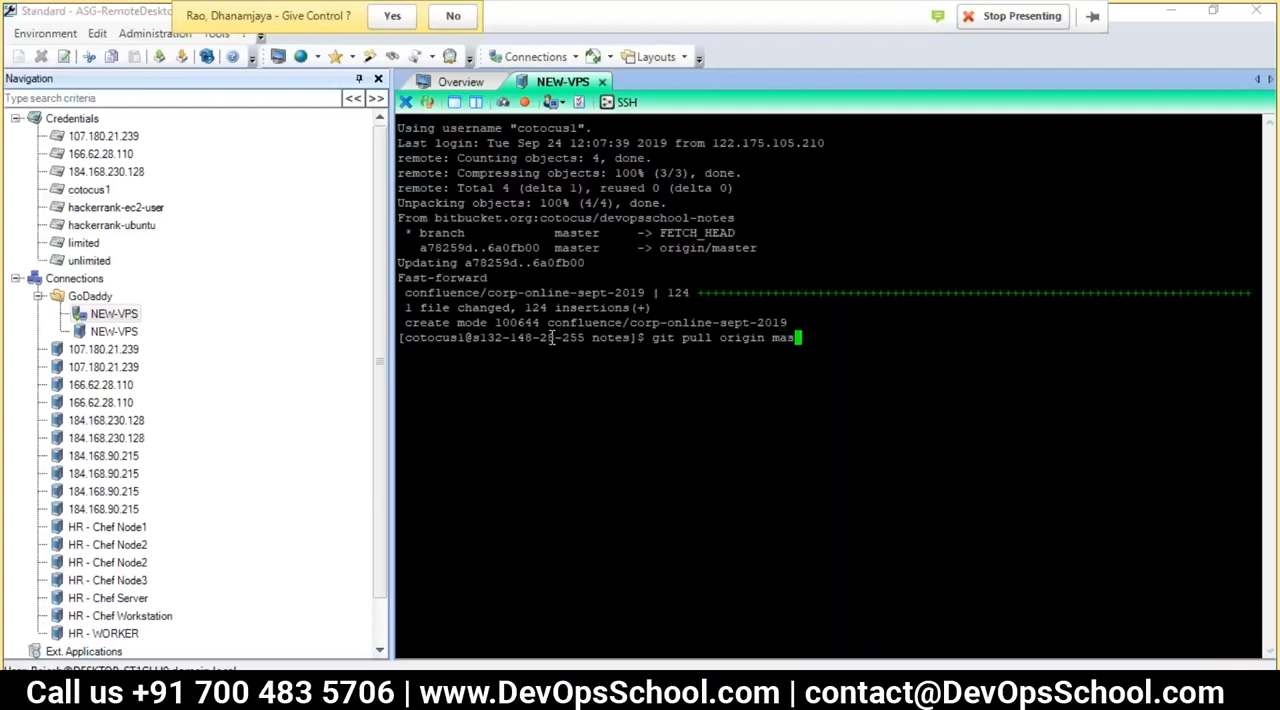 Standard - ASG-RemoteDeskto
Rao, Dhanamjaya - Give Control ?
Yes
No
Stop Presenting
Environment Edit Administration Tools
Connections
Layouts
Navigation
Type search criteria
<<
>>
Credentials
107.180.21.239
166.62.28.110
184.168.230.128
cotocus1
hackerrank-ec2-user
hackerrank-ubuntu
limited
unlimited
Connections
GoDaddy
NEW-VPS
NEW-VPS
107.180.21.239
107.180.21.239
166.62.28.110
166.62.28.110
184.168.230.128
184.168.230.128
184.168.90.215
184.168.90.215
184.168.90.215
184.168.90.215
HR - Chef Node1
HR - Chef Node2
HR - Chef Node2
HR - Chef Node3
HR - Chef Server
HR - Chef Workstation
HR - WORKER
Ext. Applications
Overview
NEW-VPS
SSH
Using username "cotocus1".
Last login: Tue Sep 24 12:07:39 2019 from 122.175.105.210
remote: Counting objects: 4, done.
remote: Compressing objects: 100% (3/3), done.
remote: Total 4 (delta 1), reused 0 (delta 0)
Unpacking objects: 100% (4/4), done.
From bitbucket.org:cotocus/devopsschool-notes
* branch master -> FETCH_HEAD
a78259d..6a0fb00 master -> origin/master
Updating a78259d..6a0fb00
Fast-forward
confluence/corp-online-sept-2019 | 124 ++++++++++++++++++++++++++++++++++++++++++++++++++++++++++++++++++++++++++
1 file changed, 124 insertions(+)
create mode 100644 confluence/corp-online-sept-2019
[cotocus1@s132-148-28-255 notes]$ git pull origin mas
Call us +91 700 483 5706 | www.DevOpsSchool.com | contact@DevOpsSchool.com